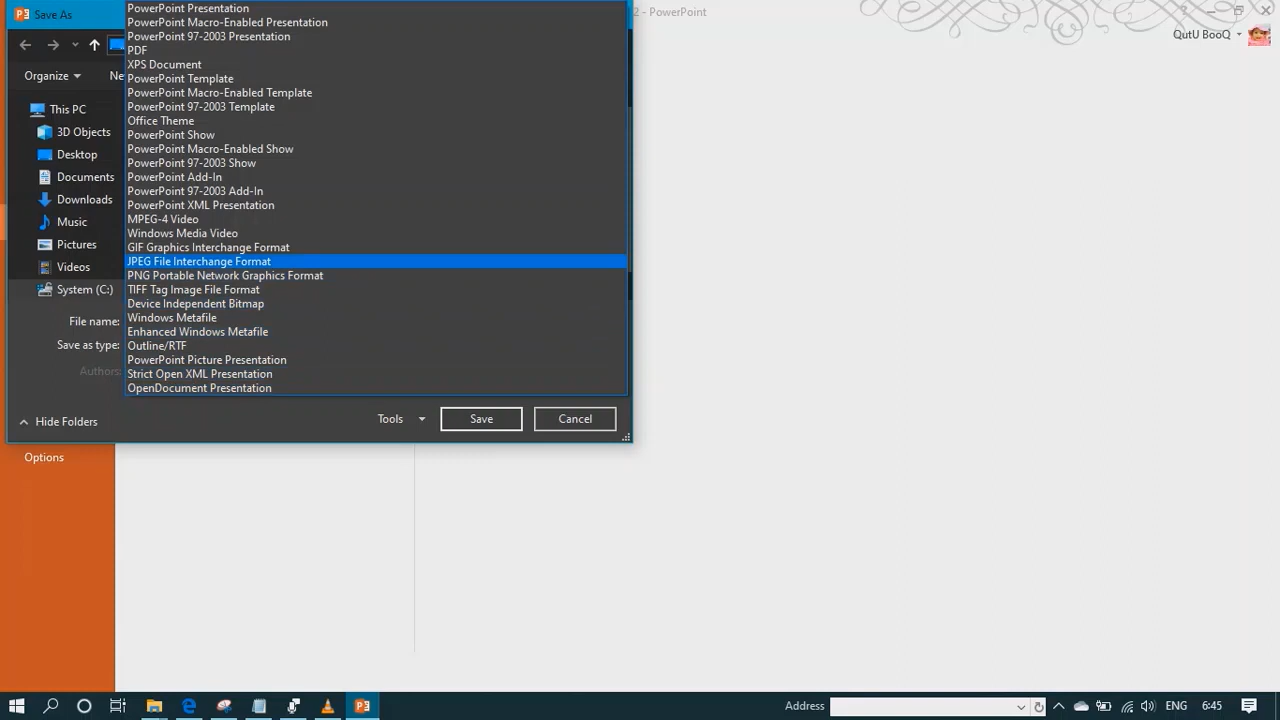 Save As
2 - PowerPoint
?
QutU BooQ
Organize
Ne
This PC
3D Objects
Desktop
Documents
Downloads
Music
Pictures
Videos
System (C:)
PowerPoint Presentation
PowerPoint Macro-Enabled Presentation
PowerPoint 97-2003 Presentation
PDF
XPS Document
PowerPoint Template
PowerPoint Macro-Enabled Template
PowerPoint 97-2003 Template
Office Theme
PowerPoint Show
PowerPoint Macro-Enabled Show
PowerPoint 97-2003 Show
PowerPoint Add-In
PowerPoint 97-2003 Add-In
PowerPoint XML Presentation
MPEG-4 Video
Windows Media Video
GIF Graphics Interchange Format
JPEG File Interchange Format
PNG Portable Network Graphics Format
TIFF Tag Image File Format
Device Independent Bitmap
Windows Metafile
Enhanced Windows Metafile
Outline/RTF
PowerPoint Picture Presentation
Strict Open XML Presentation
OpenDocument Presentation
File name:
Save as type:
Authors:
Hide Folders
Tools
Save
Cancel
Options
Address
ENG
6:45